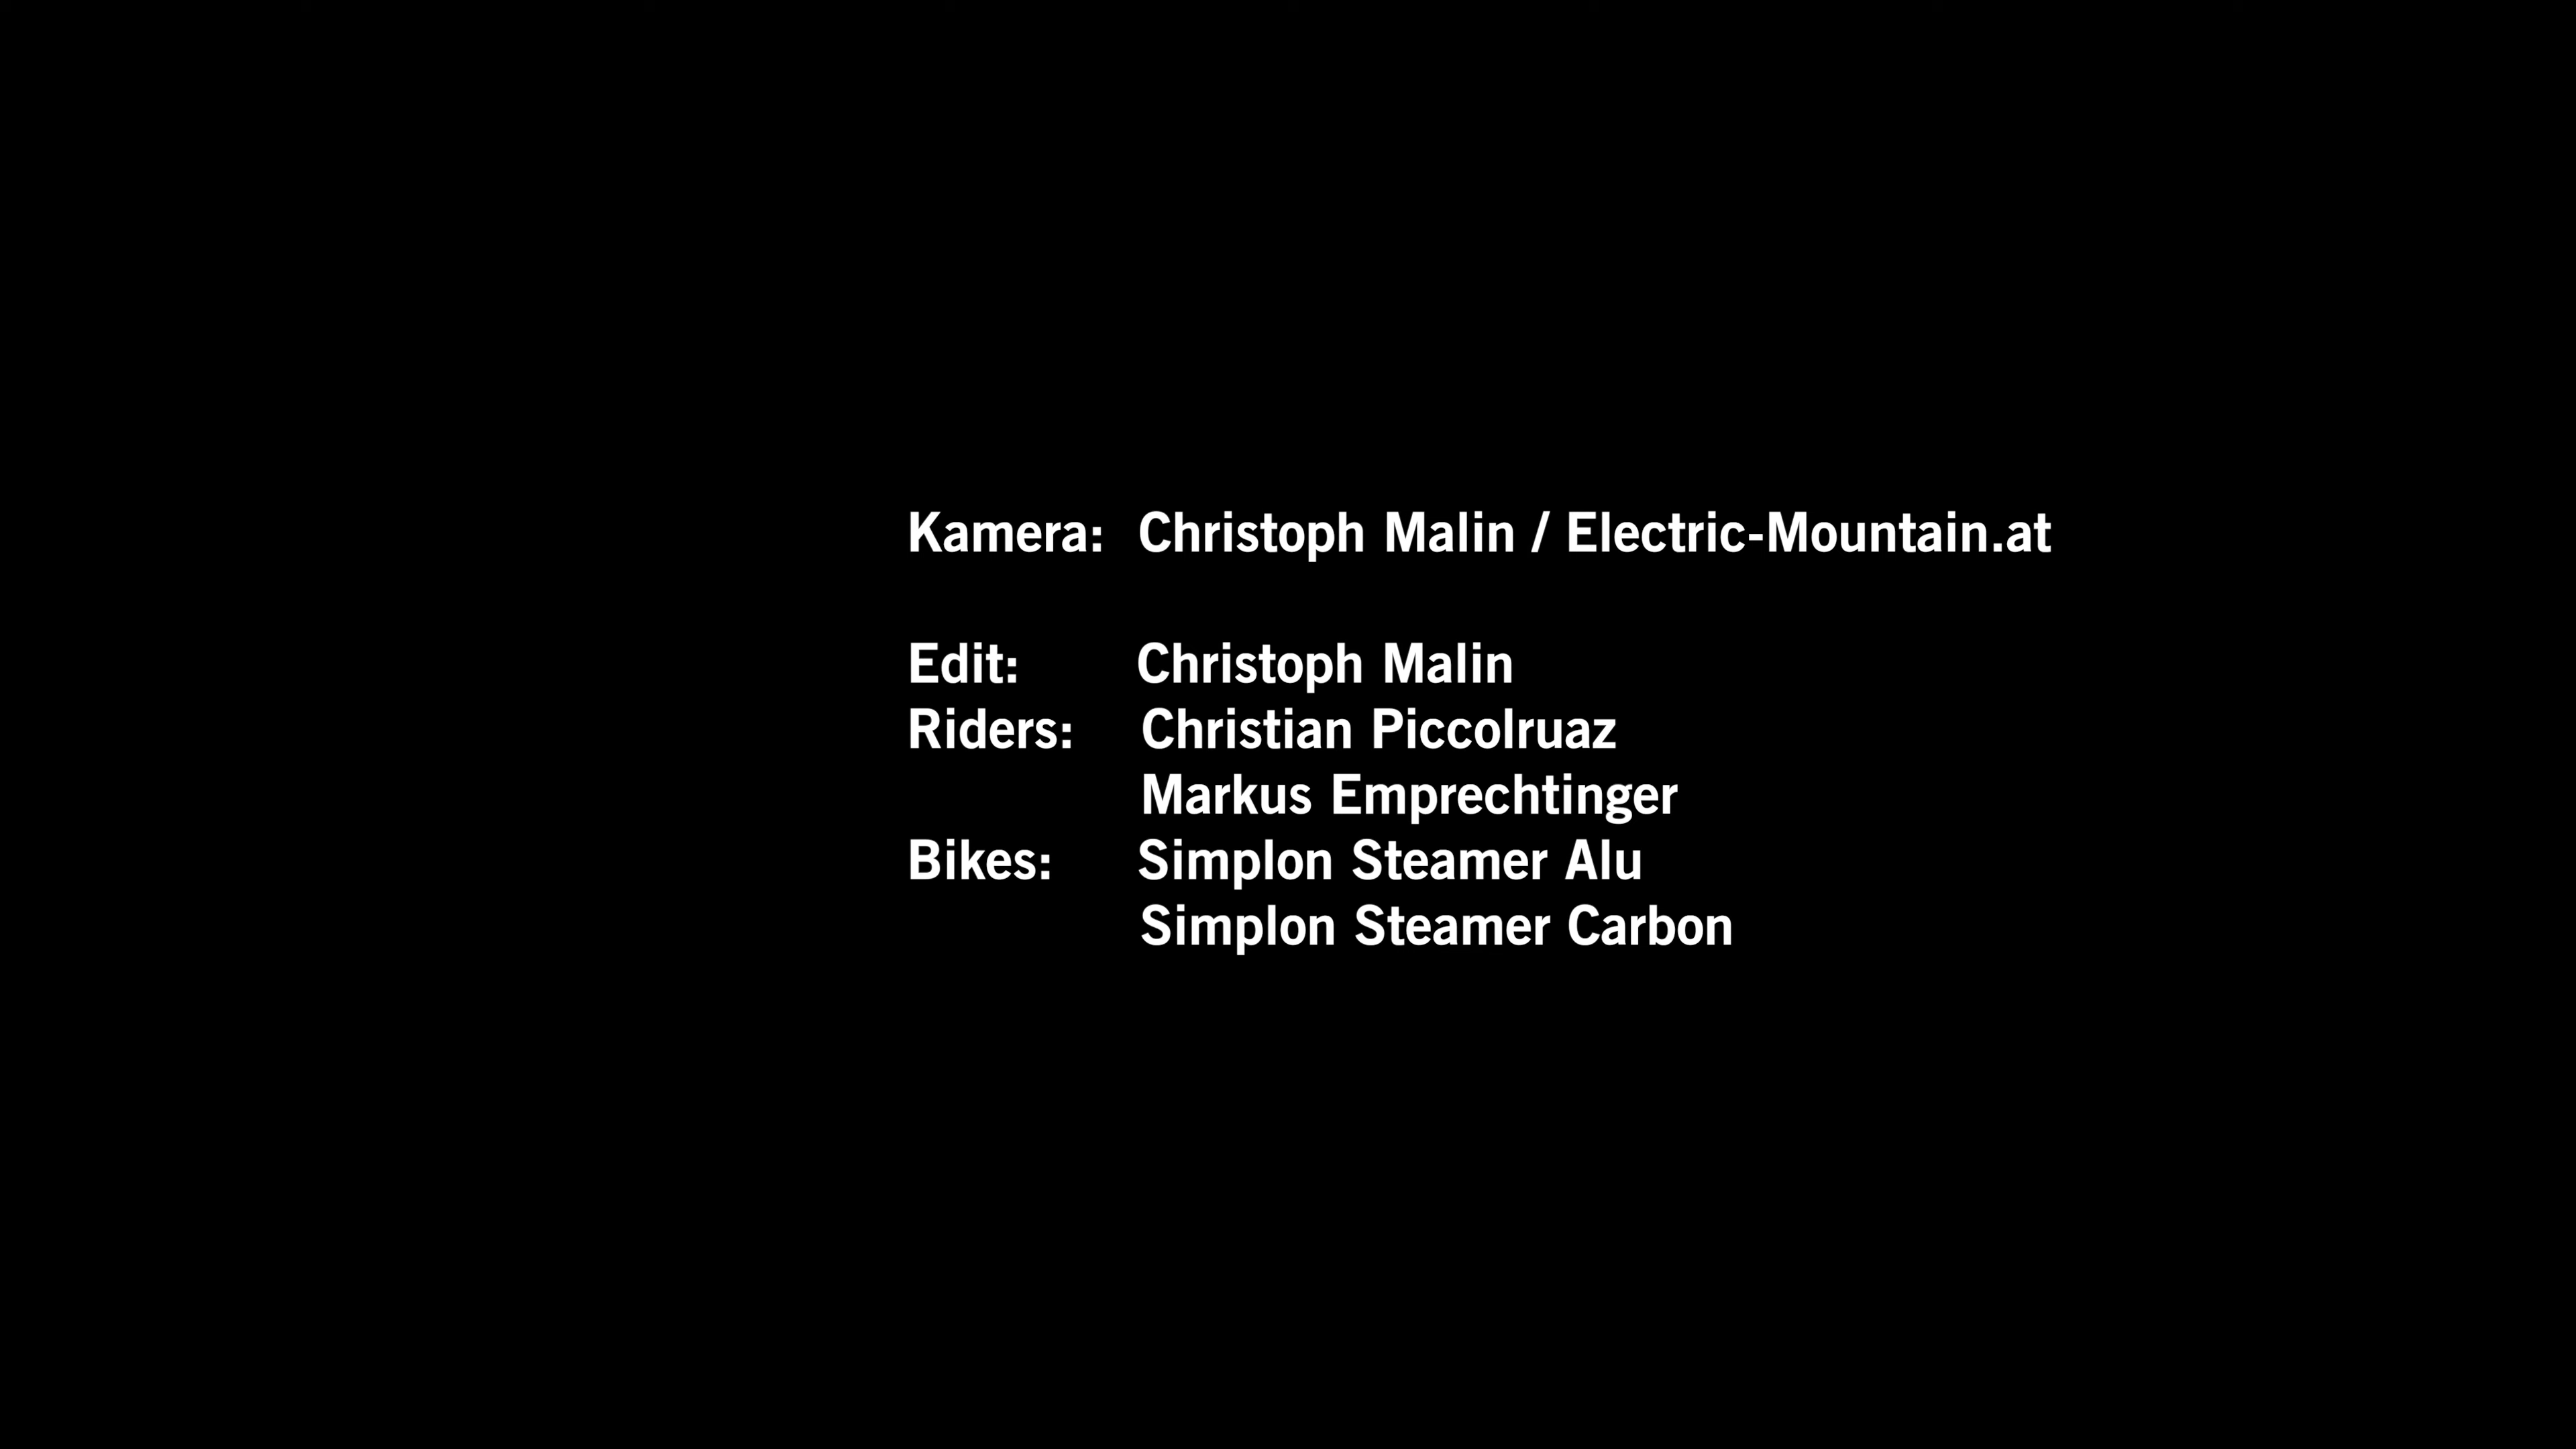 Kamera: Christoph Malin / Electric-Mountain.at
Edit: Christoph Malin
Riders: Christian Piccolruaz
Markus Emprechtinger
Bikes: Simplon Steamer Alu
Simplon Steamer Carbon